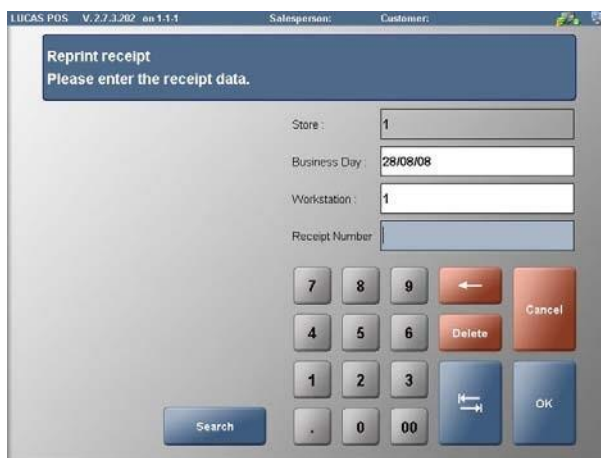 LUCAS POS V. 2.7.3.202 on 1-1-1 Salesperson: Customer:
Reprint receipt
Please enter the receipt data.
Store : 1
Business Day : 28/08/08
Workstation : 1
Receipt Number
7 8 9
Cancel
4 5 6 Delete
1 2 3
OK
Search
. 0 00